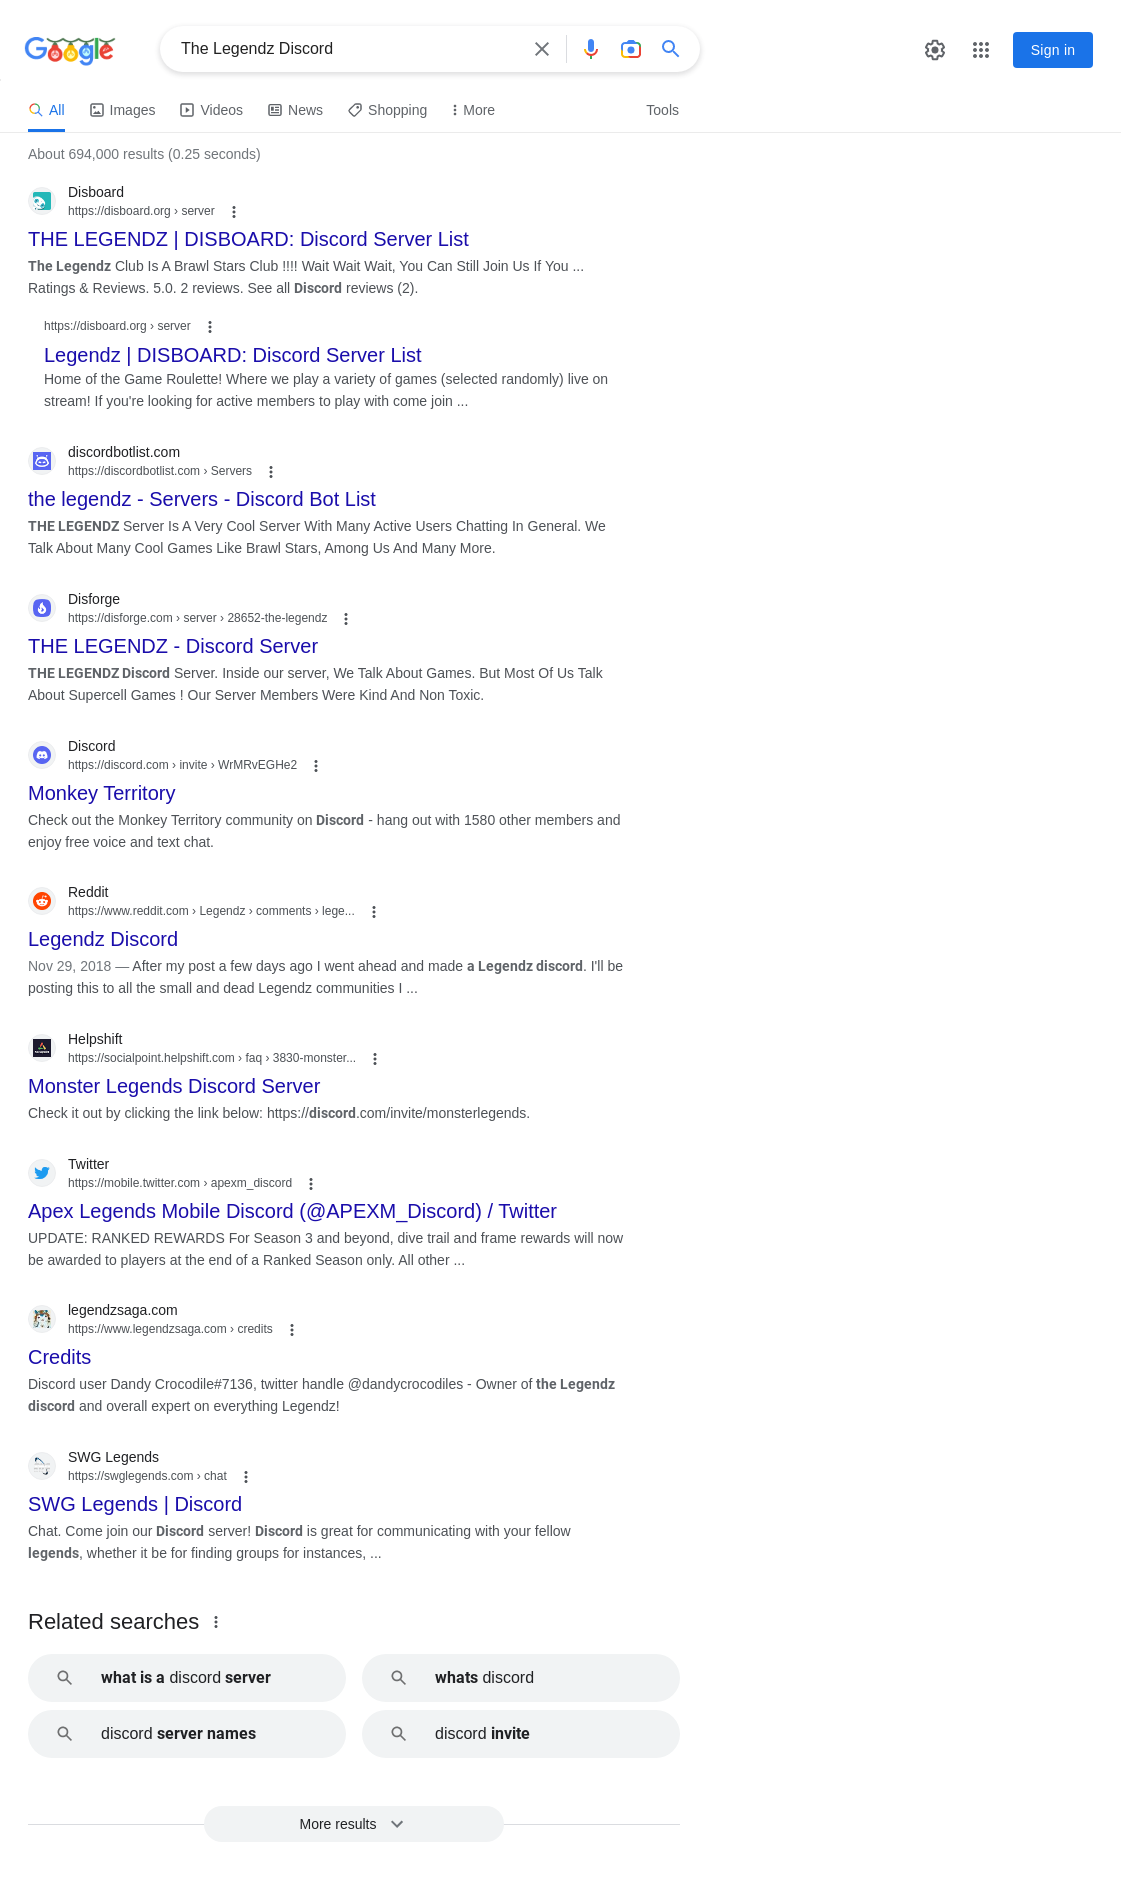 Google
The Legendz Discord
Sign in
All Images Videos News Shopping More Tools
About 694,000 results (0.25 seconds)
Disboard
https://disboard.org › server
THE LEGENDZ | DISBOARD: Discord Server List
The Legendz Club Is A Brawl Stars Club !!!! Wait Wait Wait, You Can Still Join Us If You ...
Ratings & Reviews. 5.0. 2 reviews. See all Discord reviews (2).
https://disboard.org › server
Legendz | DISBOARD: Discord Server List
Home of the Game Roulette! Where we play a variety of games (selected randomly) live on
stream! If you're looking for active members to play with come join ...
discordbotlist.com
https://discordbotlist.com › Servers
the legendz - Servers - Discord Bot List
THE LEGENDZ Server Is A Very Cool Server With Many Active Users Chatting In General. We
Talk About Many Cool Games Like Brawl Stars, Among Us And Many More.
Disforge
https://disforge.com › server › 28652-the-legendz
THE LEGENDZ - Discord Server
THE LEGENDZ Discord Server. Inside our server, We Talk About Games. But Most Of Us Talk
About Supercell Games ! Our Server Members Were Kind And Non Toxic.
Discord
https://discord.com › invite › WrMRvEGHe2
Monkey Territory
Check out the Monkey Territory community on Discord - hang out with 1580 other members and
enjoy free voice and text chat.
Reddit
https://www.reddit.com › Legendz › comments › lege...
Legendz Discord
Nov 29, 2018 — After my post a few days ago I went ahead and made a Legendz discord. I'll be
posting this to all the small and dead Legendz communities I ...
Helpshift
https://socialpoint.helpshift.com › faq › 3830-monster...
Monster Legends Discord Server
Check it out by clicking the link below: https://discord.com/invite/monsterlegends.
Twitter
https://mobile.twitter.com › apexm_discord
Apex Legends Mobile Discord (@APEXM_Discord) / Twitter
UPDATE: RANKED REWARDS For Season 3 and beyond, dive trail and frame rewards will now
be awarded to players at the end of a Ranked Season only. All other ...
legendzsaga.com
https://www.legendzsaga.com › credits
Credits
Discord user Dandy Crocodile#7136, twitter handle @dandycrocodiles - Owner of the Legendz
discord and overall expert on everything Legendz!
SWG Legends
https://swglegends.com › chat
SWG Legends | Discord
Chat. Come join our Discord server! Discord is great for communicating with your fellow
legends, whether it be for finding groups for instances, ...
Related searches
what is a discord server
whats discord
discord server names
discord invite
More results